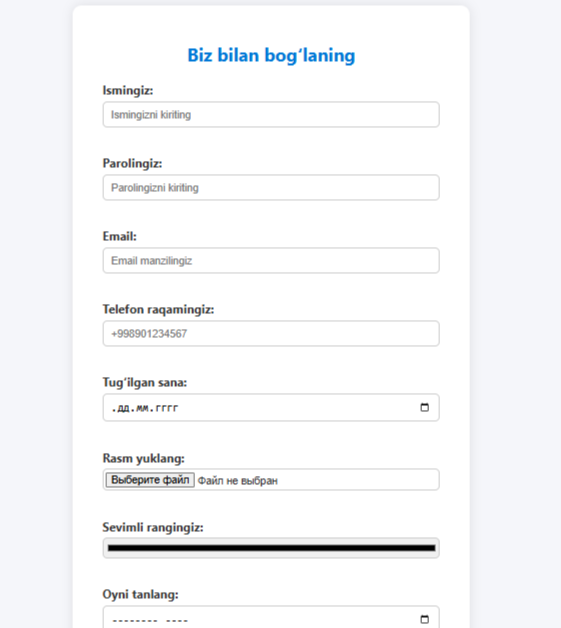 Biz bilan bog‘laning
Ismingiz:
Ismingizni kiriting
Parolingiz:
Parolingizni kiriting
Email:
Email manzilingiz
Telefon raqamingiz:
+998901234567
Tug‘ilgan sana:
.дд.мм.гггг
Rasm yuklang:
Выберите файл Файл не выбран
Sevimli rangingiz:
Oyni tanlang:
-------- ----